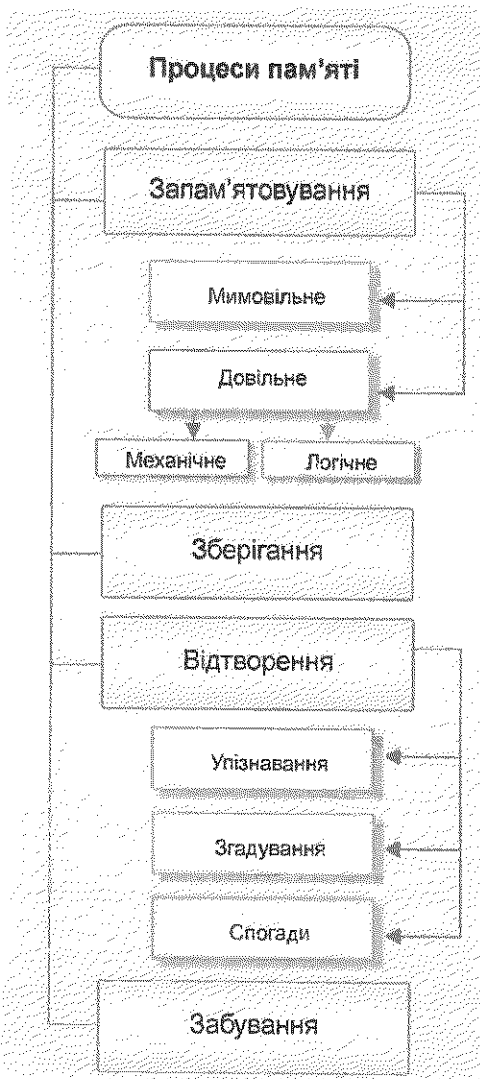 Процеси пам'яті
Запам'ятовування
Мимовільне
Довільне
Механічне
Логічне
Зберігання
Відтворення
Упізнавання
Згадування
Спогади
Забування